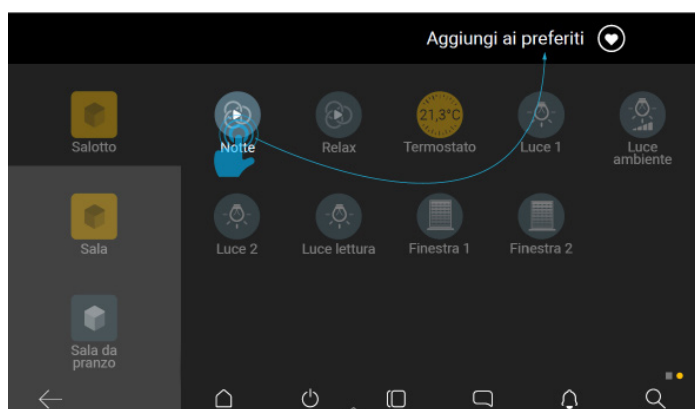 Aggiungi ai preferiti
Salotto
Notte
Relax
21,3°C
Termostato
Luce 1
Luce
ambiente
Sala
Luce 2
Luce lettura
Finestra 1
Finestra 2
Sala da
pranzo